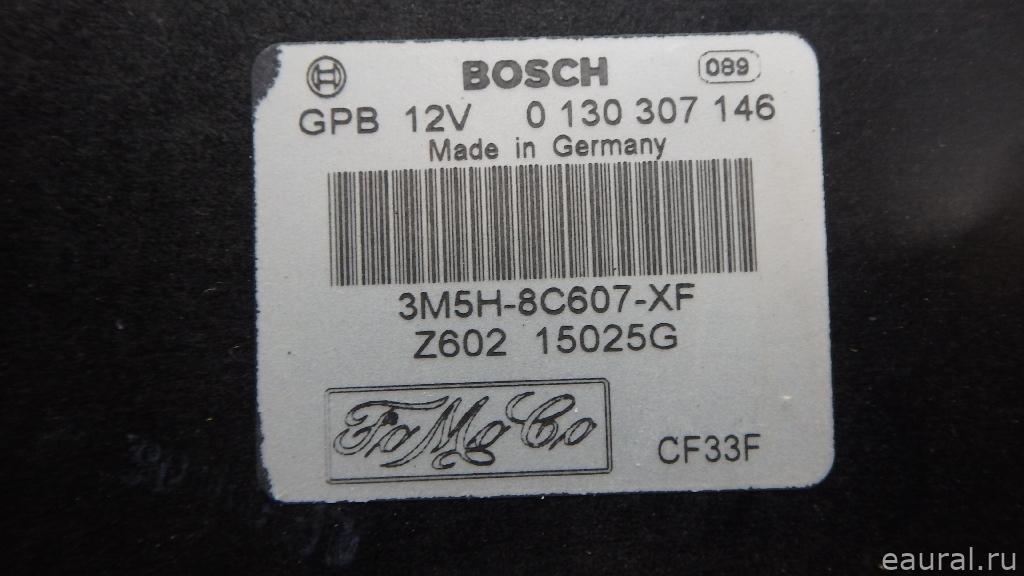 BOSCH 089
GPB 12V 0 130 307 146
Made in Germany
3M5H-8C607-XF
Z602 15025G
FoMoCo
CF33F
eaural.ru